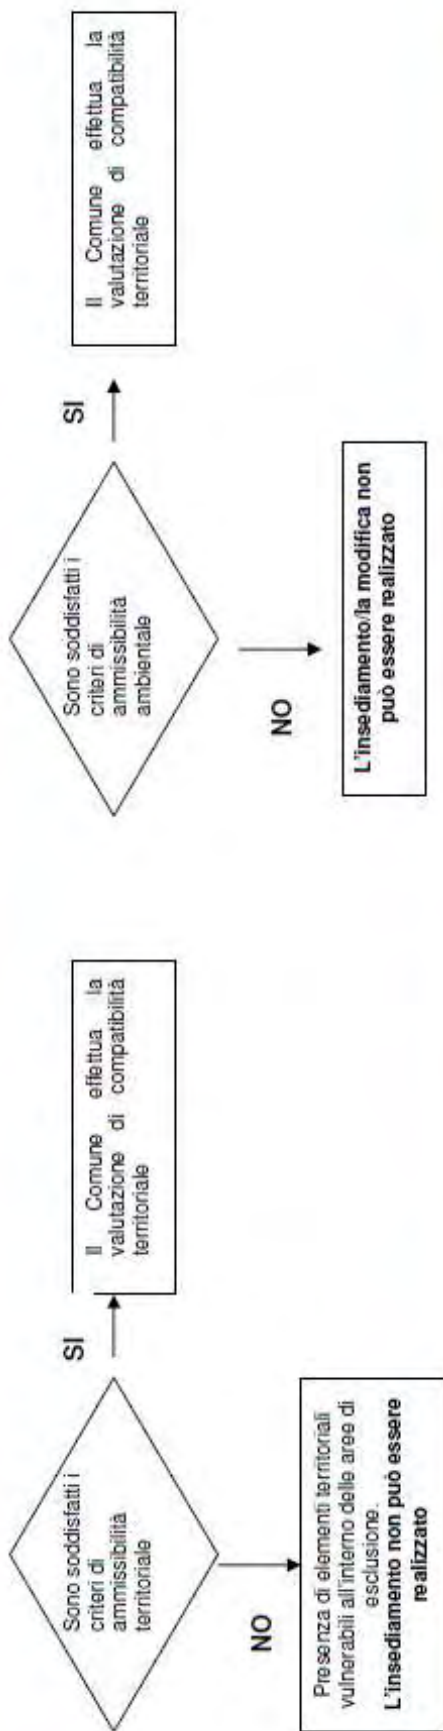 Sono soddisfatti i
criteri di
ammissibilità
territoriale
SI
Il Comune effettua la
valutazione di compatibilità
territoriale
NO
Presenza di elementi territoriali
vulnerabili all'interno delle aree di
esclusione.
L'insediamento non può essere
realizzato
Sono soddisfatti i
criteri di
ammissibilità
ambientale
SI
Il Comune effettua la
valutazione di compatibilità
territoriale
NO
L'insediamento/la modifica non
può essere realizzato